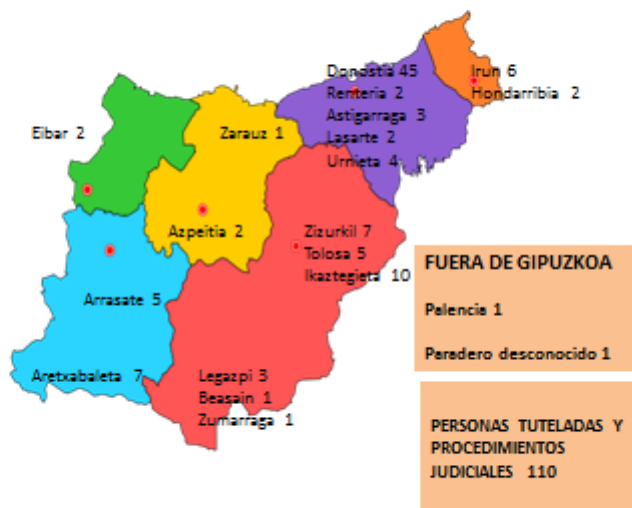 Donostia 45
Renteria 2
Astigarraga 3
Lasarte 2
Urnieta 4
Irun 6
Hondarribia 2
Eibar 2
Zarauz 1
Azpeitia 2
Zizurkil 7
Tolosa 5
Ikaztegieta 10
Arrasate 5
Aretxabaleta 7
Legazpi 3
Beasain 1
Zumarraga 1
FUERA DE GIPUZKOA
Palencia 1
Paradero desconocido 1
PERSONAS TUTELADAS Y
PROCEDIMIENTOS
JUDICIALES 110